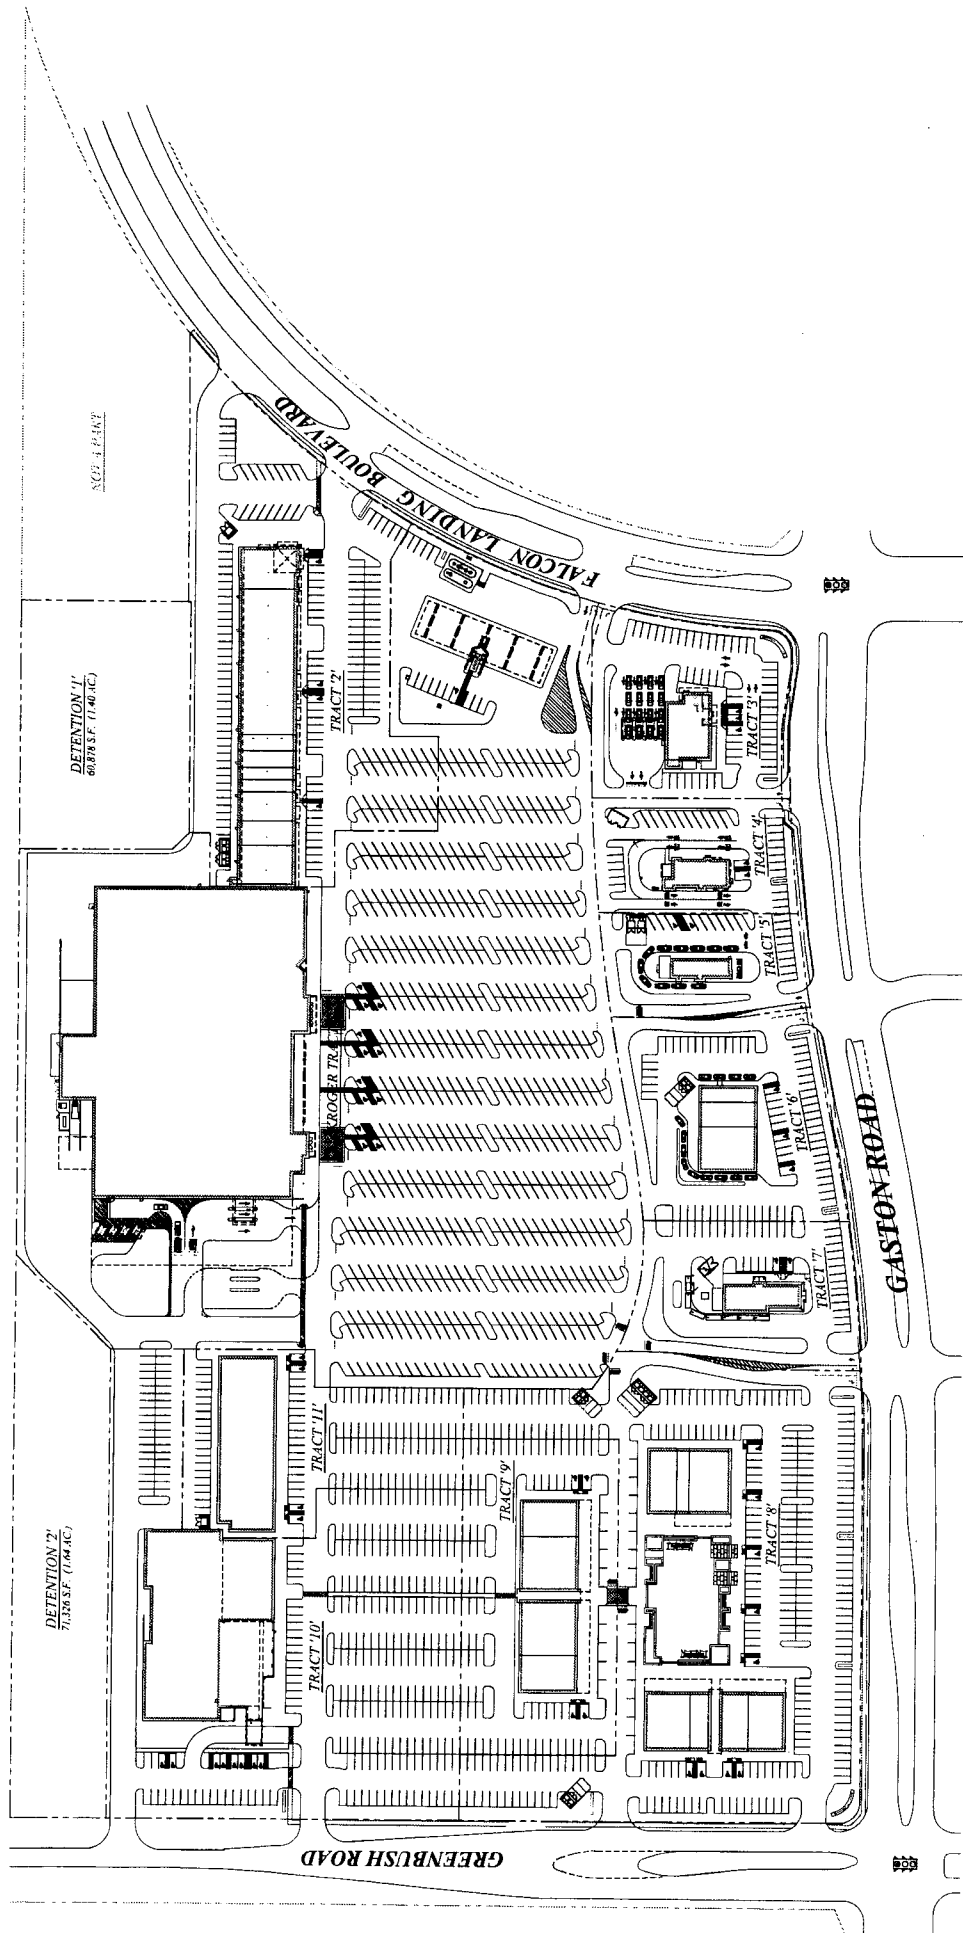 NOT A PART
FALCON LANDING BOULEVARD
DETENTION '1'
60,878 S.F. (1.40 AC.)
TRACT '2'
TRACT '3'
TRACT '4'
TRACT '5'
KROGER TRACT
TRACT '6'
GASTON ROAD
TRACT '7'
TRACT '11'
TRACT '9'
TRACT '8'
DETENTION '2'
71,326 S.F. (1.64 AC.)
TRACT '10'
GREENBUSH ROAD